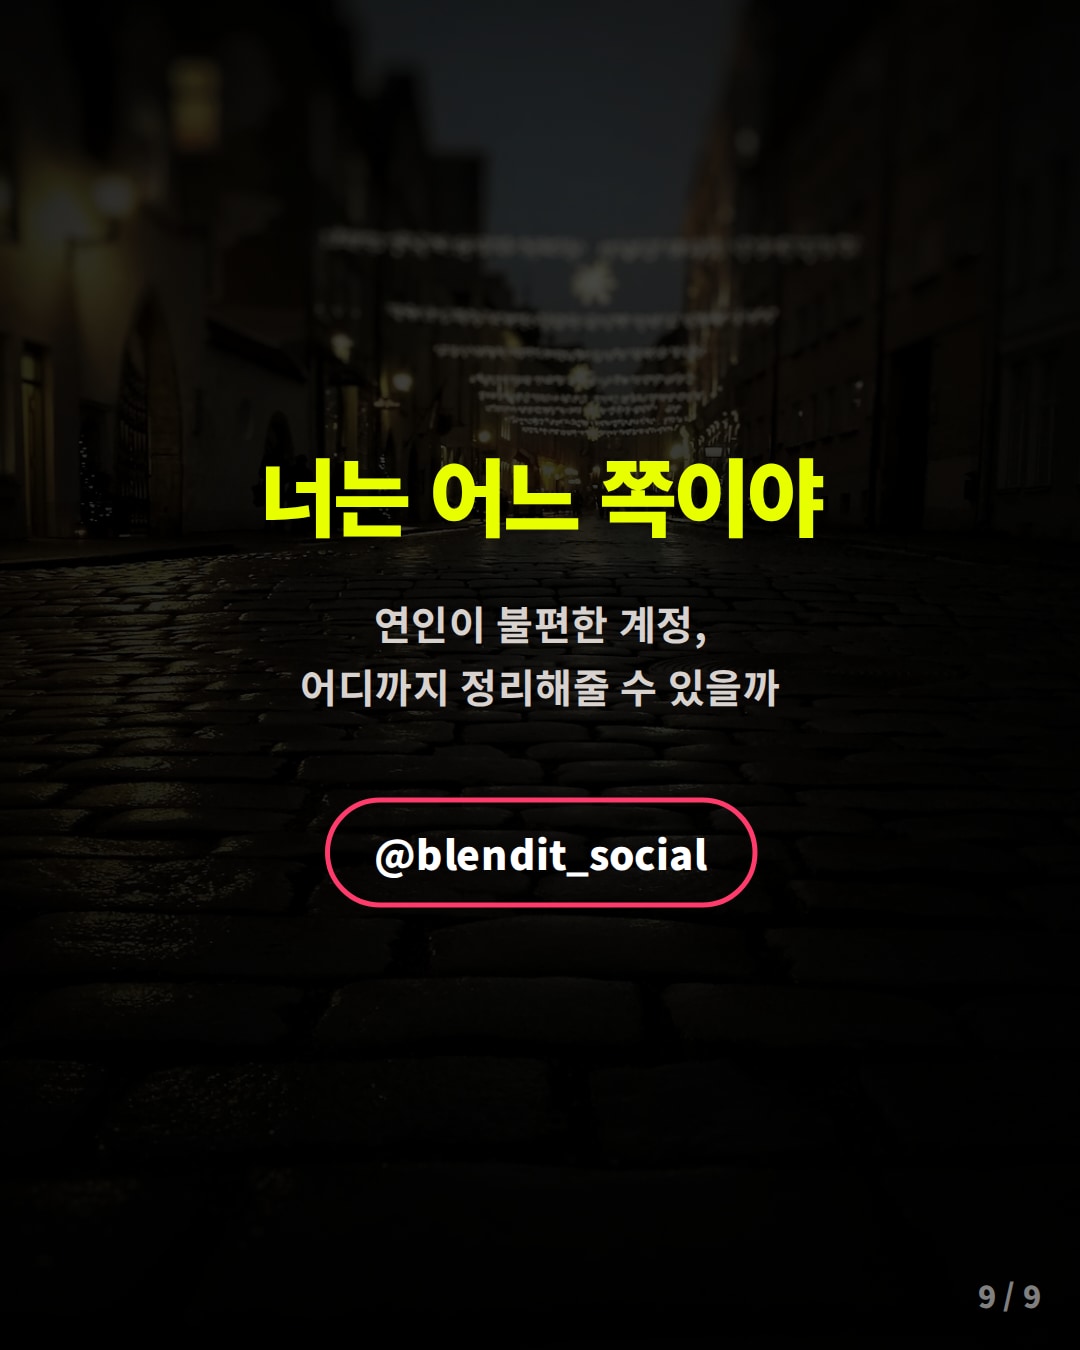 너는 어느 쪽이야
연인이 불편한 계정,
어디까지 정리해줄 수 있을까
@blendit_social
9 / 9